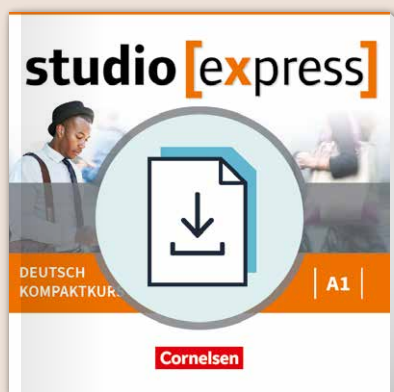 studio [express]
DEUTSCH
KOMPAKTKURS
A1
Cornelsen